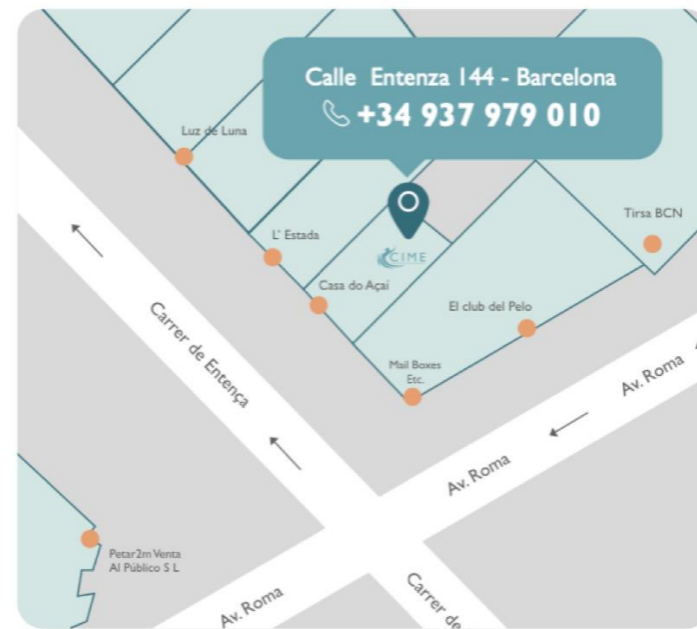 Calle Entenza 144 - Barcelona
+34 937 979 010
Luz de Luna
Tirsa BCN
L' Estada
CIME
Casa do Açaí
El club del Pelo
Carrer de Entença
Mail Boxes
Etc.
Av. Roma
Av. Roma
Petar2m Venta
Al Público S L
Av. Roma
Carrer de